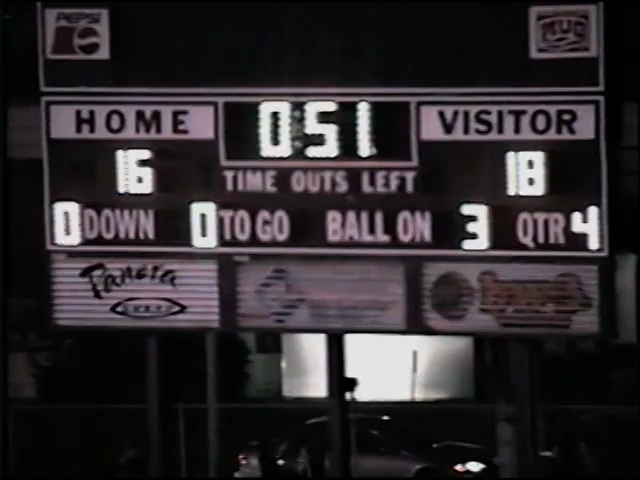 PEPSI
MUG
HOME 0:51 VISITOR
16 TIME OUTS LEFT 18
0 DOWN 0 TO GO BALL ON 3 QTR 4
Panera